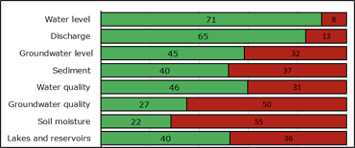 Water level 71 8
Discharge 65 13
Groundwater level 45 32
Sediment 40 37
Water quality 46 31
Groundwater quality 27 50
Soil moisture 22 55
Lakes and reservoirs 40 36